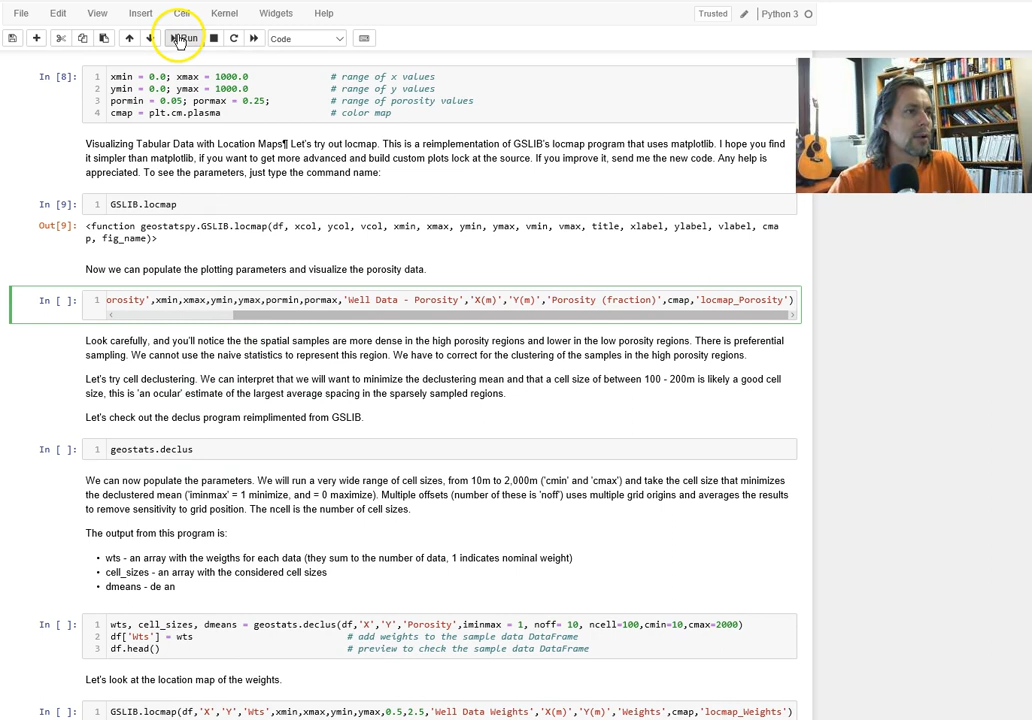 File Edit View Insert Cell Kernel Widgets Help Trusted Python 3
Run Code
In [8]: 1 xmin = 0.0; xmax = 1000.0 # range of x values
2 ymin = 0.0; ymax = 1000.0 # range of y values
3 pormin = 0.05; pormax = 0.25; # range of porosity values
4 cmap = plt.cm.plasma # color map
Visualizing Tabular Data with Location Maps¶ Let's try out locmap. This is a reimplementation of GSLIB's locmap program that uses matplotlib. I hope you find
it simpler than matplotlib, if you want to get more advanced and build custom plots lock at the source. If you improve it, send me the new code. Any help is
appreciated. To see the parameters, just type the command name:
In [9]: 1 GSLIB.locmap
Out[9]: <function geostatspy.GSLIB.locmap(df, xcol, ycol, vcol, xmin, xmax, ymin, ymax, vmin, vmax, title, xlabel, ylabel, vlabel, cma
p, fig_name)>
Now we can populate the plotting parameters and visualize the porosity data.
In [ ]: 1 orosity',xmin,xmax,ymin,ymax,pormin,pormax,'Well Data - Porosity','X(m)','Y(m)','Porosity (fraction)',cmap,'locmap_Porosity')
Look carefully, and you'll notice the the spatial samples are more dense in the high porosity regions and lower in the low porosity regions. There is preferential
sampling. We cannot use the naive statistics to represent this region. We have to correct for the clustering of the samples in the high porosity regions.
Let's try cell declustering. We can interpret that we will want to minimize the declustering mean and that a cell size of between 100 - 200m is likely a good cell
size, this is 'an ocular' estimate of the largest average spacing in the sparsely sampled regions.
Let's check out the declus program reimplimented from GSLIB.
In [ ]: 1 geostats.declus
We can now populate the parameters. We will run a very wide range of cell sizes, from 10m to 2,000m ('cmin' and 'cmax') and take the cell size that minimizes
the declustered mean ('iminmax' = 1 minimize, and = 0 maximize). Multiple offsets (number of these is 'noff') uses multiple grid origins and averages the results
to remove sensitivity to grid position. The ncell is the number of cell sizes.
The output from this program is:
• wts - an array with the weigths for each data (they sum to the number of data, 1 indicates nominal weight)
• cell_sizes - an array with the considered cell sizes
• dmeans - de an
In [ ]: 1 wts, cell_sizes, dmeans = geostats.declus(df,'X','Y','Porosity',iminmax = 1, noff= 10, ncell=100,cmin=10,cmax=2000)
2 df['Wts'] = wts # add weights to the sample data DataFrame
3 df.head() # preview to check the sample data DataFrame
Let's look at the location map of the weights.
In [ ]: 1 GSLIB.locmap(df,'X','Y','Wts',xmin,xmax,ymin,ymax,0.5,2.5,'Well Data Weights','X(m)','Y(m)','Weights',cmap,'locmap_Weights')